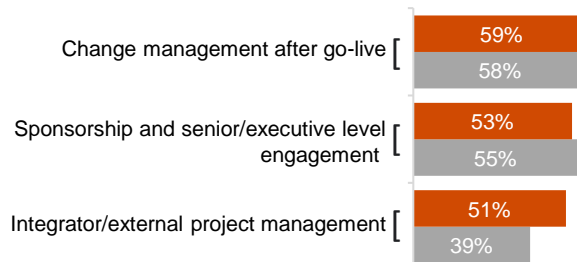 Change management after go-live
59%
58%
Sponsorship and senior/executive level
engagement
53%
55%
Integrator/external project management
51%
39%